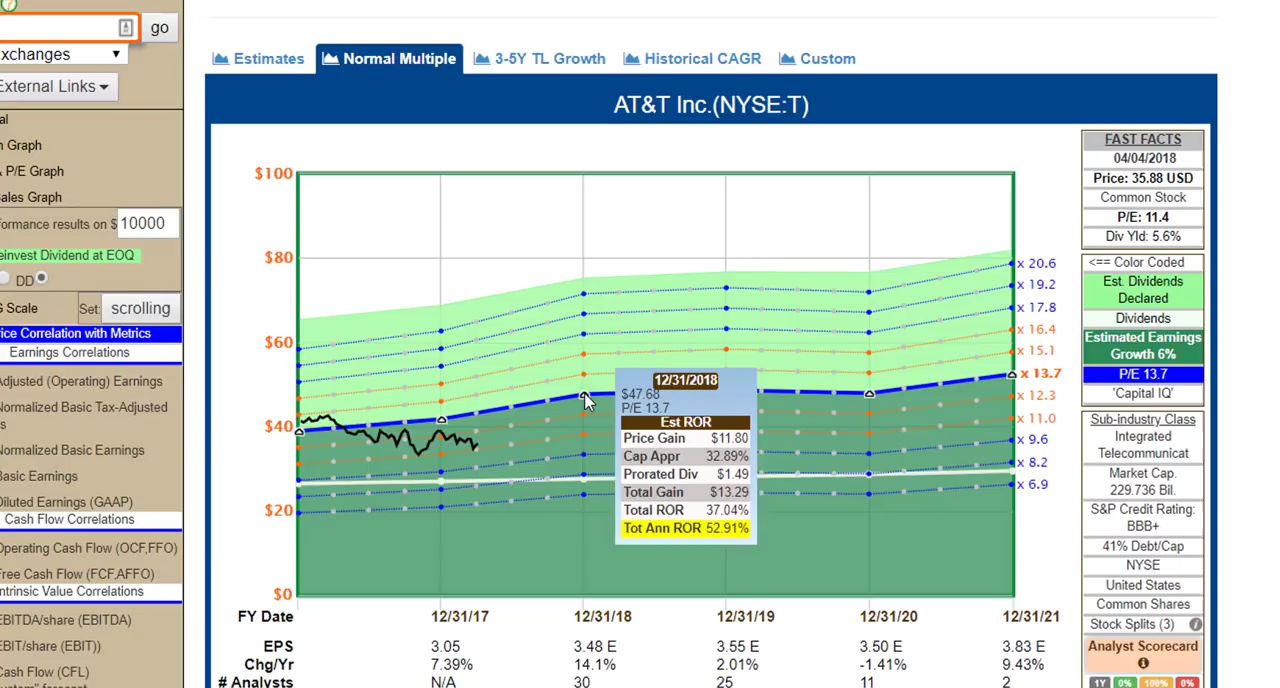 go
xchanges ▼
External Links
al
n Graph
A P/E Graph
ales Graph
formance results on $ 10000
einvest Dividend at EOQ
DD
G Scale
Set: scrolling
rice Correlation with Metrics
Earnings Correlations
Adjusted (Operating) Earnings
Normalized Basic Tax-Adjusted
s
Normalized Basic Earnings
Basic Earnings
Diluted Earnings (GAAP)
Cash Flow Correlations
Operating Cash Flow (OCF,FFO)
Free Cash Flow (FCF,AFFO)
ntrinsic Value Correlations
EBITDA/share (EBITDA)
EBIT/share (EBIT))
Cash Flow (CFL)
Estimates
Normal Multiple
3-5Y TL Growth
Historical CAGR
Custom
AT&T Inc.(NYSE:T)
$100
$80
$60
$40
$20
$0
x 20.6
x 19.2
x 17.8
x 16.4
x 15.1
x 13.7
x 12.3
x 11.0
x 9.6
x 8.2
x 6.9
12/31/2018
$47.68
P/E 13.7
Est ROR
Price Gain $11.80
Cap Appr 32.89%
Prorated Div $1.49
Total Gain $13.29
Total ROR 37.04%
Tot Ann ROR 52.91%
FY Date 12/31/17 12/31/18 12/31/19 12/31/20 12/31/21
EPS 3.05 3.48 E 3.55 E 3.50 E 3.83 E
Chg/Yr 7.39% 14.1% 2.01% -1.41% 9.43%
# Analysts N/A 30 25 11 2
FAST FACTS
04/04/2018
Price: 35.88 USD
Common Stock
P/E: 11.4
Div Yld: 5.6%
<== Color Coded
Est. Dividends
Declared
Dividends
Estimated Earnings
Growth 6%
P/E 13.7
'Capital IQ'
Sub-industry Class
Integrated
Telecommunicat
Market Cap.
229.736 Bil.
S&P Credit Rating:
BBB+
41% Debt/Cap
NYSE
United States
Common Shares
Stock Splits (3) i
Analyst Scorecard
1Y 0% 100% 0%